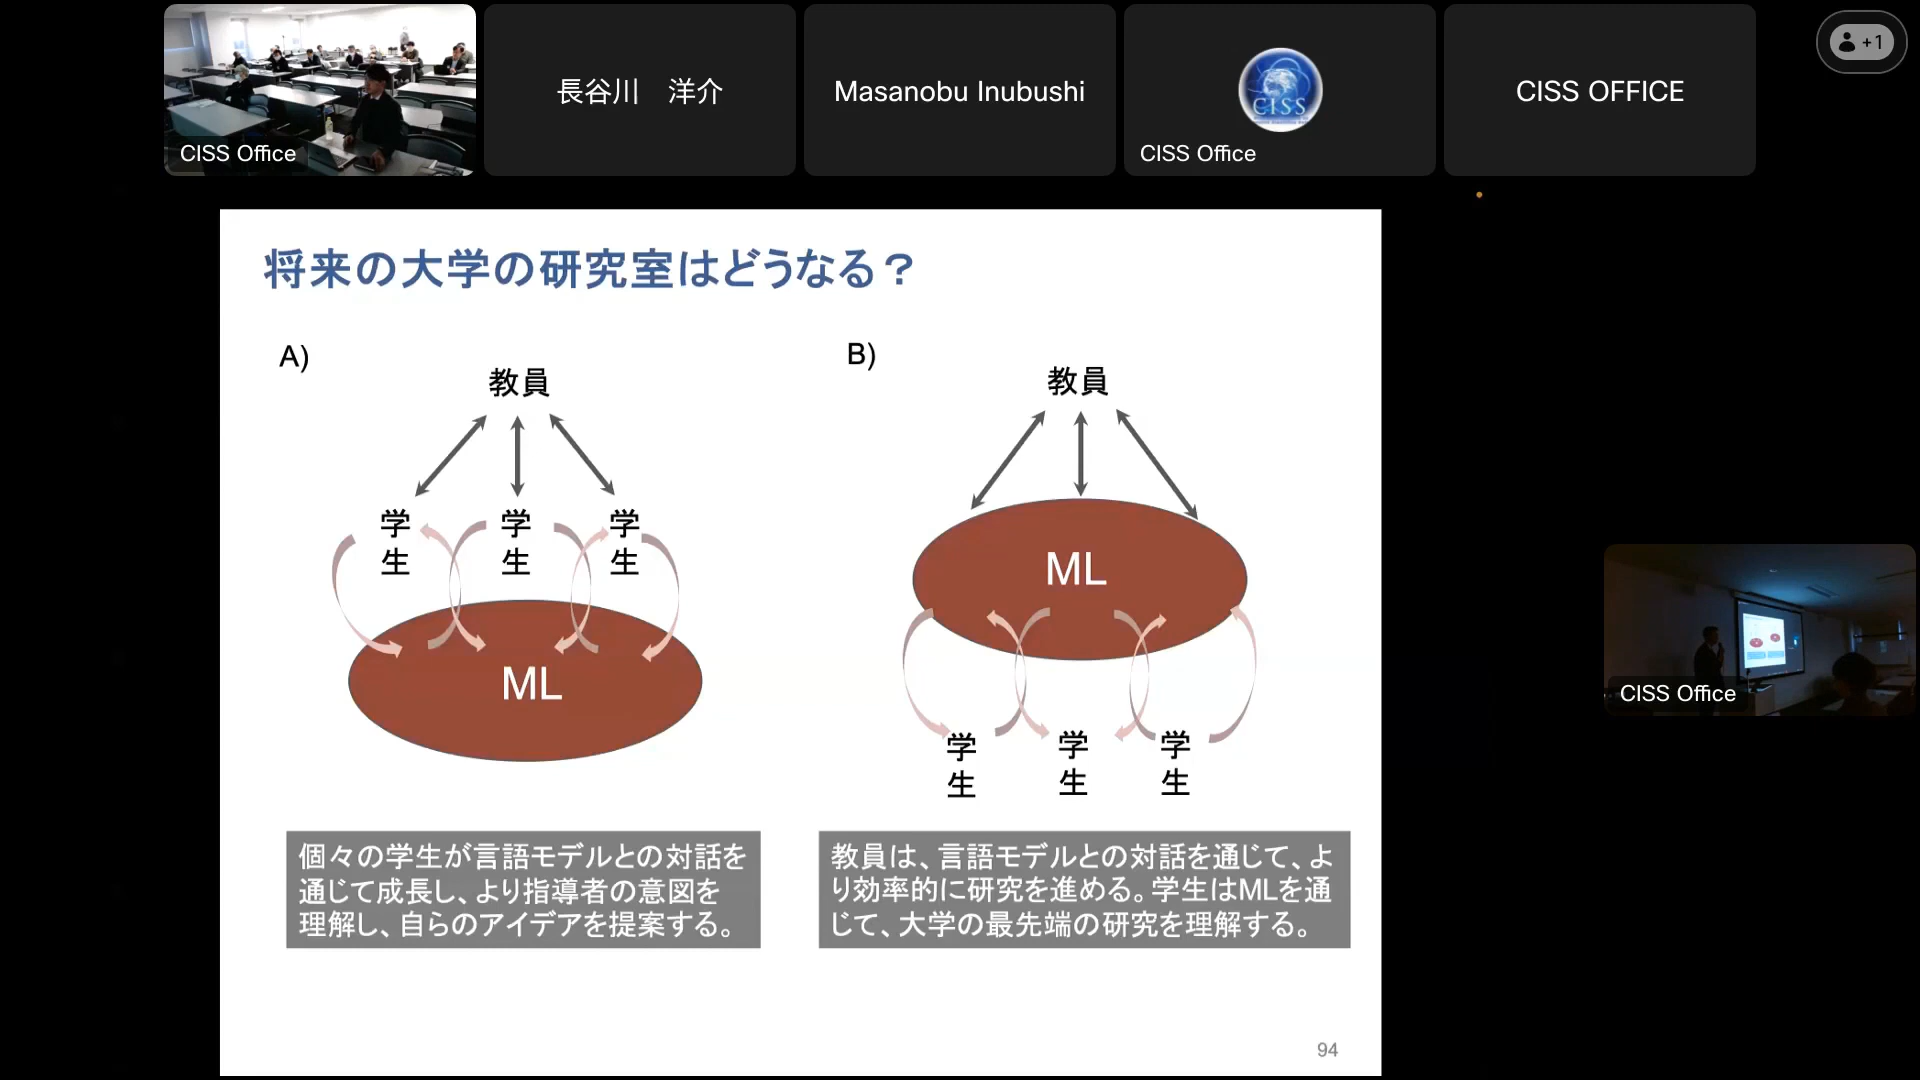 CISS Office
長谷川　洋介
Masanobu Inubushi
CISS
CISS Office
CISS OFFICE
+1
将来の大学の研究室はどうなる？
A)
教員
学生
学生
学生
ML
個々の学生が言語モデルとの対話を
通じて成長し、より指導者の意図を
理解し、自らのアイデアを提案する。
B)
教員
ML
学生
学生
学生
教員は、言語モデルとの対話を通じて、よ
り効率的に研究を進める。学生はMLを通
じて、大学の最先端の研究を理解する。
94
CISS Office